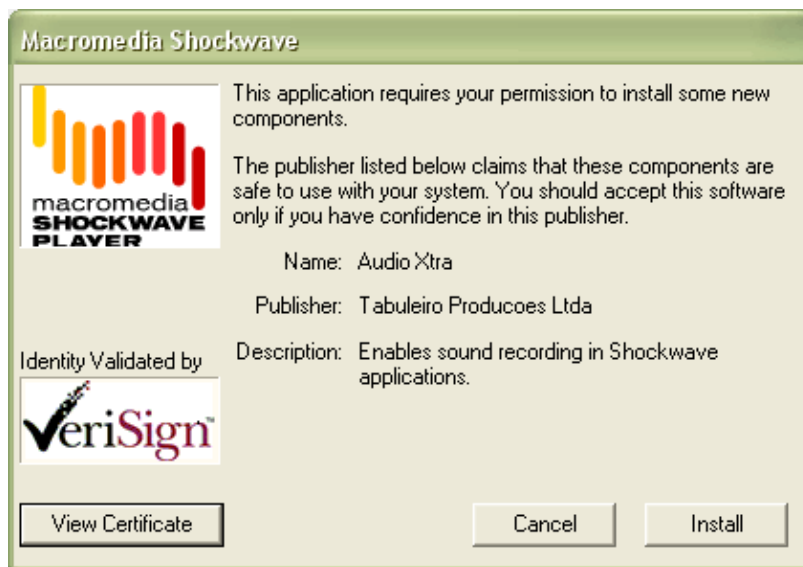 Macromedia Shockwave
macromedia
SHOCKWAVE
PLAYER
This application requires your permission to install some new
components.
The publisher listed below claims that these components are
safe to use with your system. You should accept this software
only if you have confidence in this publisher.
Name: Audio Xtra
Publisher: Tabuleiro Producoes Ltda
Description: Enables sound recording in Shockwave
applications.
Identity Validated by
VeriSign™
View Certificate
Cancel
Install